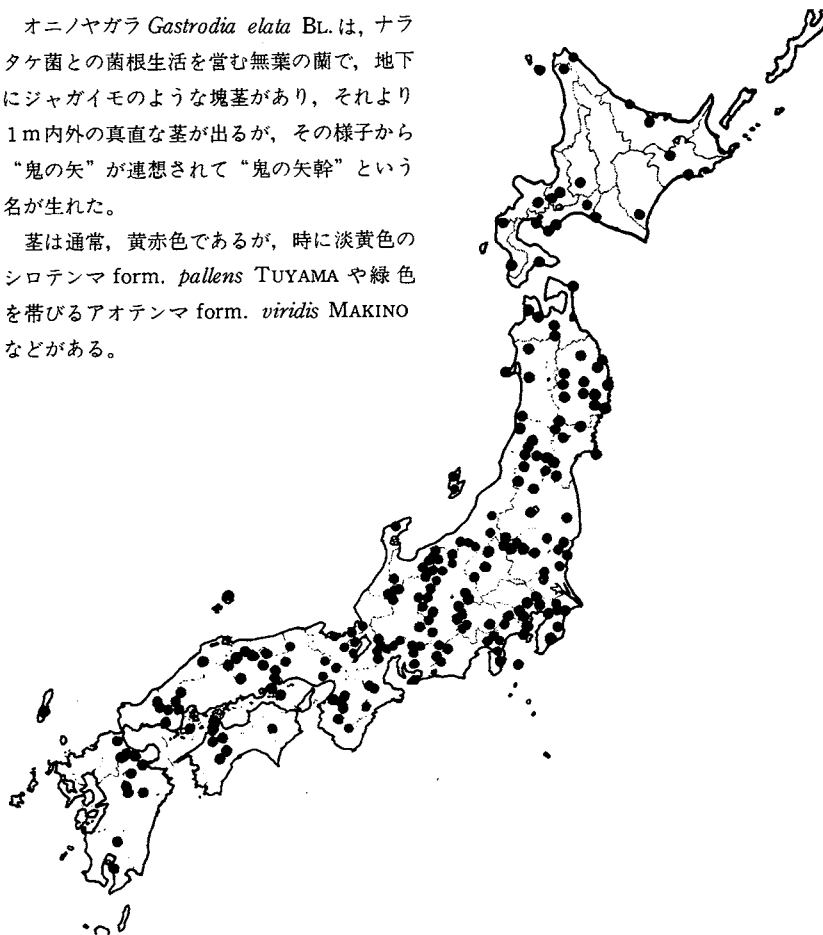 オニノヤガラ Gastrodia elata BL. は，ナラ
タケ菌との菌根生活を営む無葉の蘭で，地下
にジャガイモのような塊茎があり，それより
1m内外の真直な茎が出るが，その様子から
“鬼の矢”が連想されて“鬼の矢幹”という
名が生れた。
茎は通常，黄赤色であるが，時に淡黄色の
シロテンマ form. pallens TUYAMA や緑色
を帯びるアオテンマ form. viridis MAKINO
などがある。